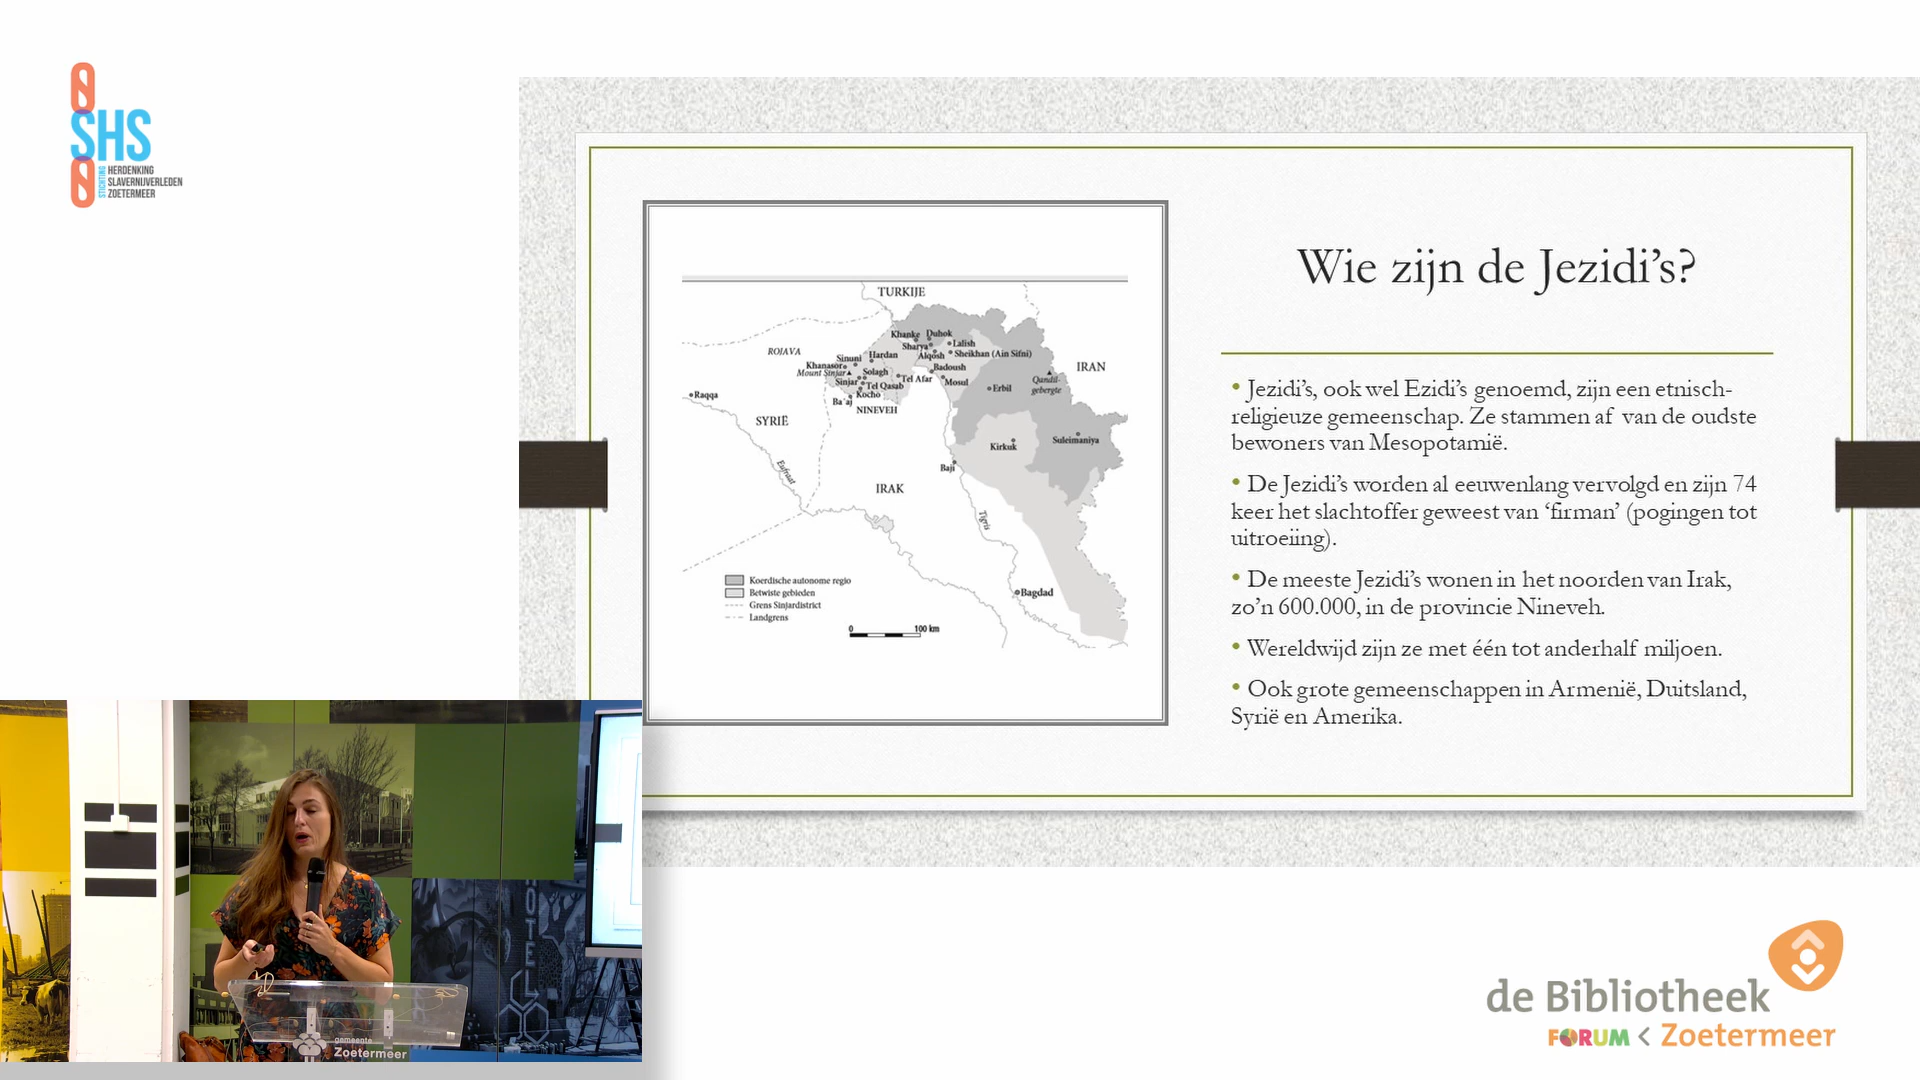 SHS
STICHTING
HERDENKING
SLAVERNIJVERLEDEN
ZOETERMEER
TURKIJE
Khanke Duhok
Sharya Lalish
Alqosh Sheikhan (Ain Sifni)
ROJAVA
Sinuni Hardan
Khanasor
Mount Sinjar
Solagh
Badoush
IRAN
Sinjar
Tel Qasab
Tel Afar
Mosul
Erbil
Qandil-
gebergte
Raqqa
Kocho
Ba'aj
NINEVEH
SYRIË
Kirkuk
Suleimaniya
Baji
Eufraat
IRAK
Tigris
Koerdische autonome regio
Betwiste gebieden
Grens Sinjardistrict
Landgrens
Bagdad
0 100 km
Wie zijn de Jezidi’s?
• Jezidi’s, ook wel Ezidi’s genoemd, zijn een etnisch-
religieuze gemeenschap. Ze stammen af van de oudste
bewoners van Mesopotamië.
• De Jezidi’s worden al eeuwenlang vervolgd en zijn 74
keer het slachtoffer geweest van ‘firman’ (pogingen tot
uitroeiing).
• De meeste Jezidi’s wonen in het noorden van Irak,
zo’n 600.000, in de provincie Nineveh.
• Wereldwijd zijn ze met één tot anderhalf miljoen.
• Ook grote gemeenschappen in Armenië, Duitsland,
Syrië en Amerika.
HOTEL
gemeente
Zoetermeer
de Bibliotheek
FORUM < Zoetermeer